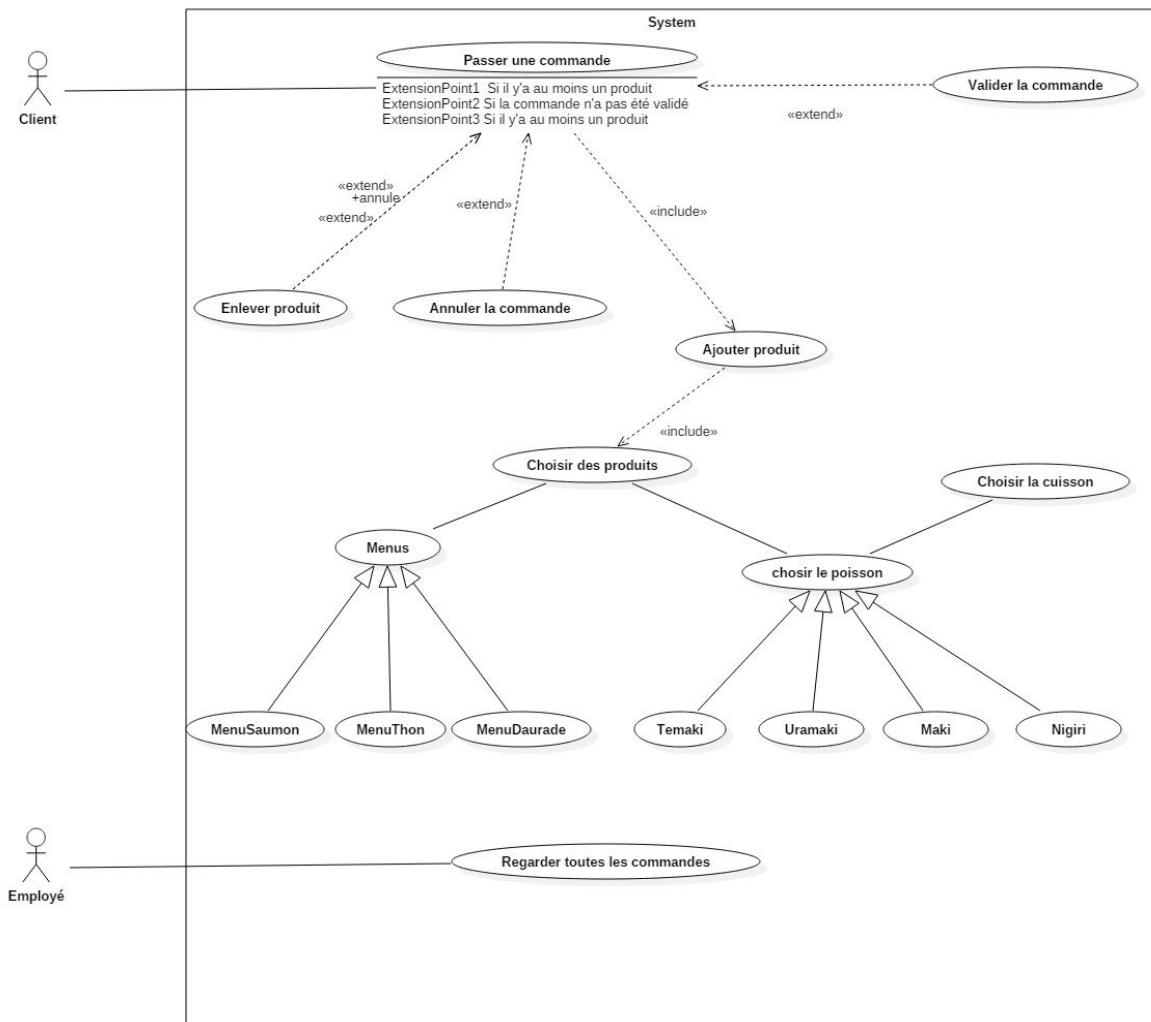 System
Passer une commande
ExtensionPoint1 Si il y'a au moins un produit
ExtensionPoint2 Si la commande n'a pas été validé
ExtensionPoint3 Si il y'a au moins un produit
Valider la commande
«extend»
Client
«extend»
+annule
«extend»
«extend»
«include»
Enlever produit
Annuler la commande
Ajouter produit
«include»
Choisir des produits
Choisir la cuisson
Menus
chosir le poisson
MenuSaumon
MenuThon
MenuDaurade
Temaki
Uramaki
Maki
Nigiri
Regarder toutes les commandes
Employé